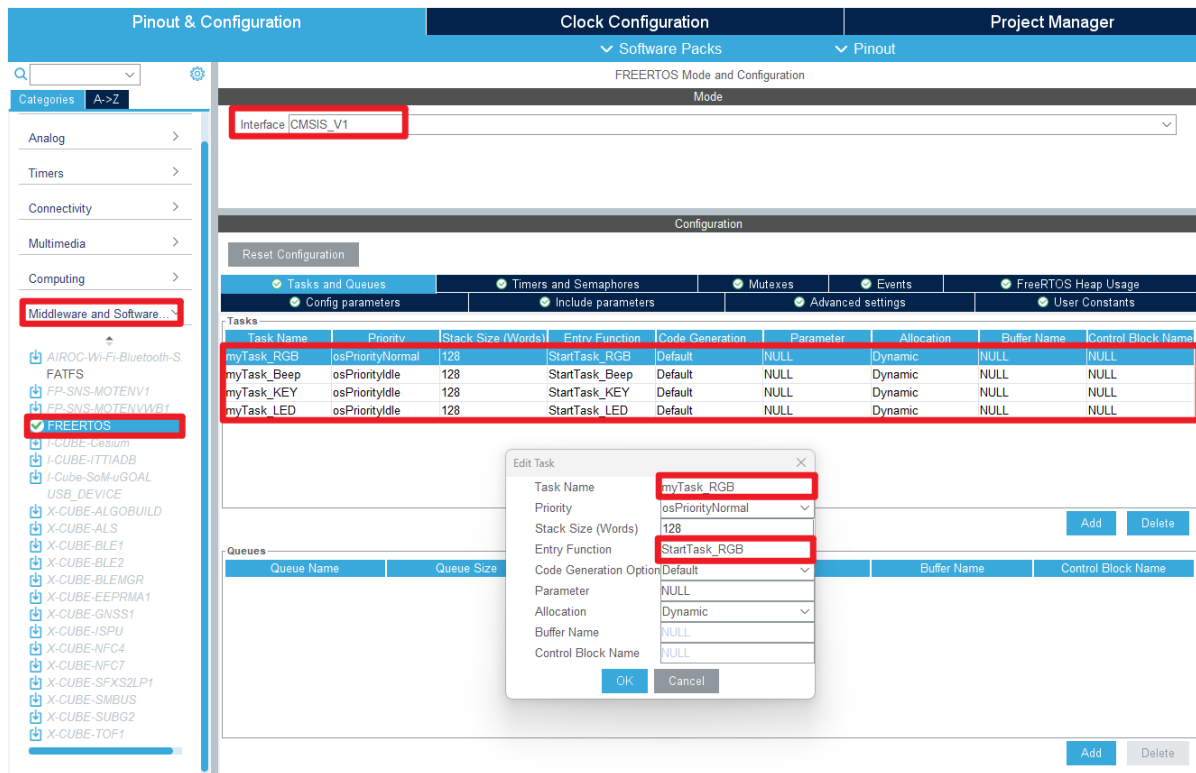 Pinout & Configuration
Clock Configuration
Project Manager
Software Packs
Pinout
Categories
A->Z
Analog
Timers
Connectivity
Multimedia
Computing
Middleware and Software...
AIROC-Wi-Fi-Bluetooth-S.
FATFS
FP-SNS-MOTENV1
FP-SNS-MOTENVWB1
FREERTOS
I-CUBE-Cesium
I-CUBE-ITTIADB
I-Cube-SoM-uGOAL
USB_DEVICE
X-CUBE-ALGOBUILD
X-CUBE-ALS
X-CUBE-BLE1
X-CUBE-BLE2
X-CUBE-BLEMGR
X-CUBE-EEPRMA1
X-CUBE-GNSS1
X-CUBE-ISPU
X-CUBE-NFC4
X-CUBE-NFC7
X-CUBE-SFXS2LP1
X-CUBE-SMBUS
X-CUBE-SUBG2
X-CUBE-TOF1
FREERTOS Mode and Configuration
Mode
Interface CMSIS_V1
Configuration
Reset Configuration
Tasks and Queues
Timers and Semaphores
Mutexes
Events
FreeRTOS Heap Usage
Config parameters
Include parameters
Advanced settings
User Constants
Tasks
Task Name Priority Stack Size (Words) Entry Function Code Generation ... Parameter Allocation Buffer Name Control Block Name
myTask_RGB osPriorityNormal 128 StartTask_RGB Default NULL Dynamic NULL NULL
myTask_Beep osPriorityIdle 128 StartTask_Beep Default NULL Dynamic NULL NULL
myTask_KEY osPriorityIdle 128 StartTask_KEY Default NULL Dynamic NULL NULL
myTask_LED osPriorityIdle 128 StartTask_LED Default NULL Dynamic NULL NULL
Add
Delete
Edit Task
Task Name myTask_RGB
Priority osPriorityNormal
Stack Size (Words) 128
Entry Function StartTask_RGB
Code Generation Option Default
Parameter NULL
Allocation Dynamic
Buffer Name NULL
Control Block Name NULL
OK
Cancel
Queues
Queue Name Queue Size Buffer Name Control Block Name
Add
Delete